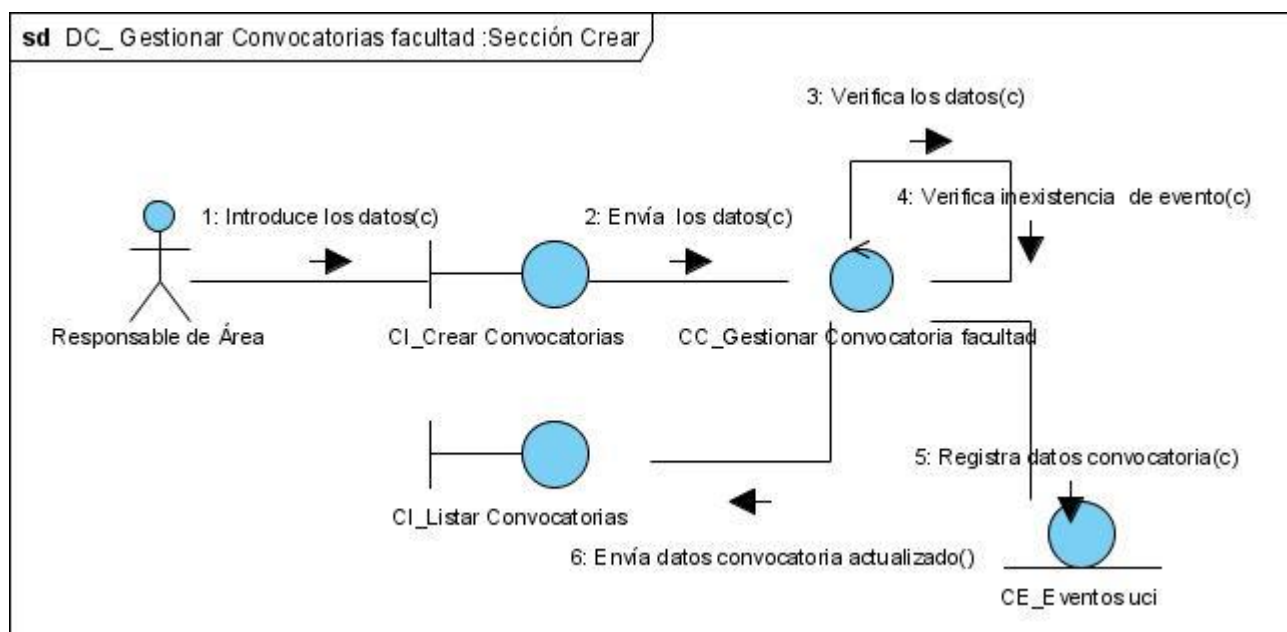 sd DC_ Gestionar Convocatorias facultad :Sección Crear
3: Verifica los datos(c)
4: Verifica inexistencia de evento(c)
1: Introduce los datos(c)
2: Envía los datos(c)
Responsable de Área
CI_Crear Convocatorias
CC_Gestionar Convocatoria facultad
5: Registra datos convocatoria(c)
CI_Listar Convocatorias
6: Envía datos convocatoria actualizado()
CE_Eventos uci